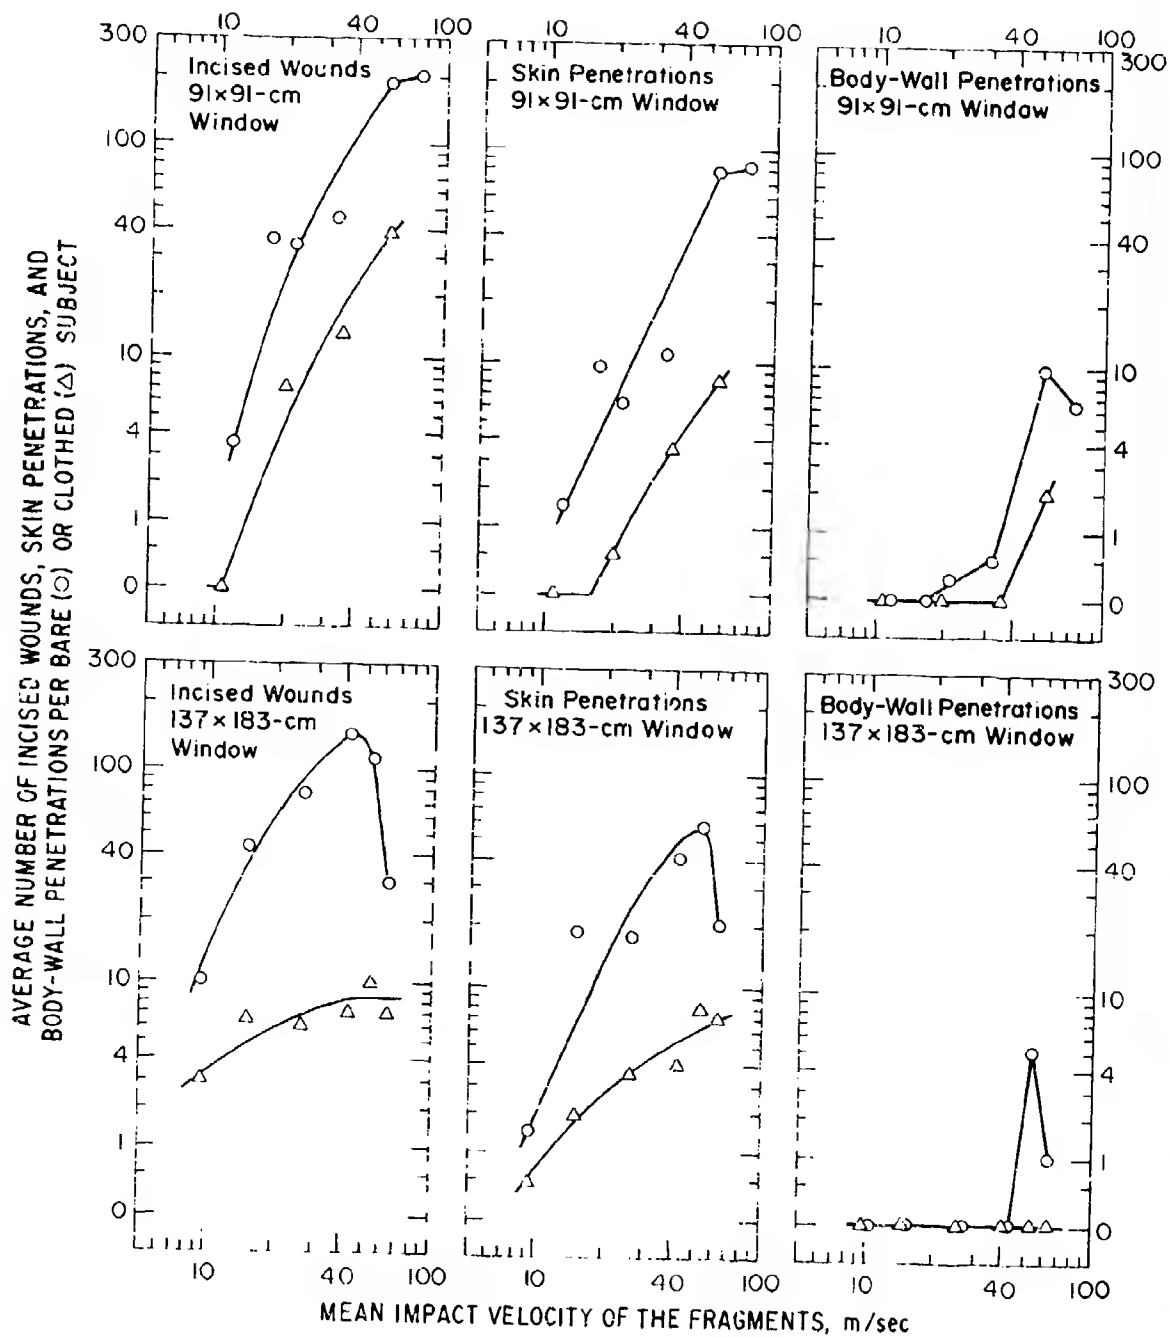 10 40 100 10 40 100 10 40 100
300 Incised Wounds Skin Penetrations Body-Wall Penetrations 300
91×91-cm 91×91-cm Window 91×91-cm Window
Window
100 100
40 40
10 10
4 4
1 1
0 0
300 Incised Wounds Skin Penetrations Body-Wall Penetrations 300
137×183-cm 137×183-cm Window 137×183-cm Window
Window
100 100
40 40
10 10
4 4
1 1
0 0
10 40 100 10 40 100 10 40 100
MEAN IMPACT VELOCITY OF THE FRAGMENTS, m/sec
AVERAGE NUMBER OF INCISED WOUNDS, SKIN PENETRATIONS, AND
BODY-WALL PENETRATIONS PER BARE (○) OR CLOTHED (△) SUBJECT